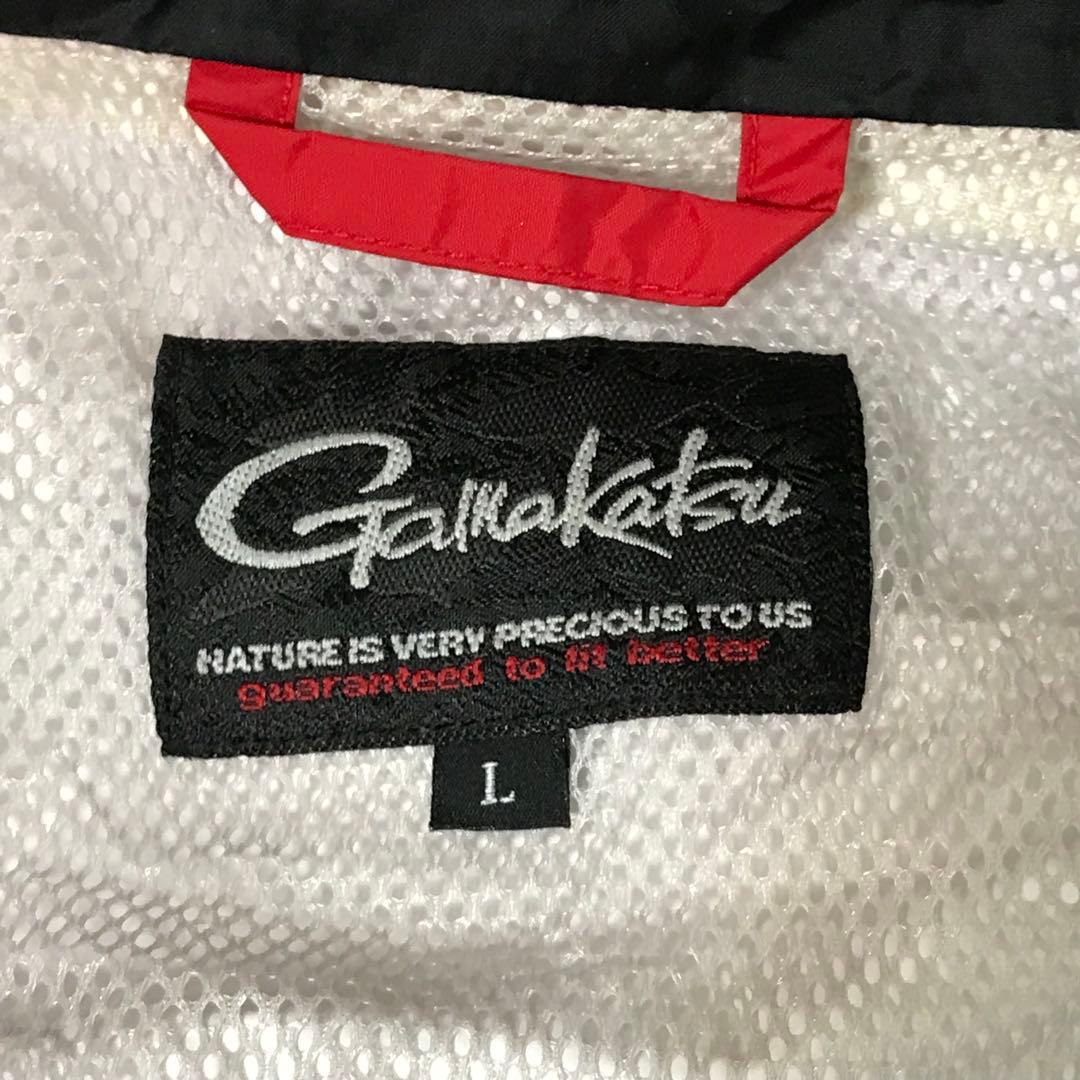 Gamakatsu
NATURE IS VERY PRECIOUS TO US
guaranteed to fit better
L